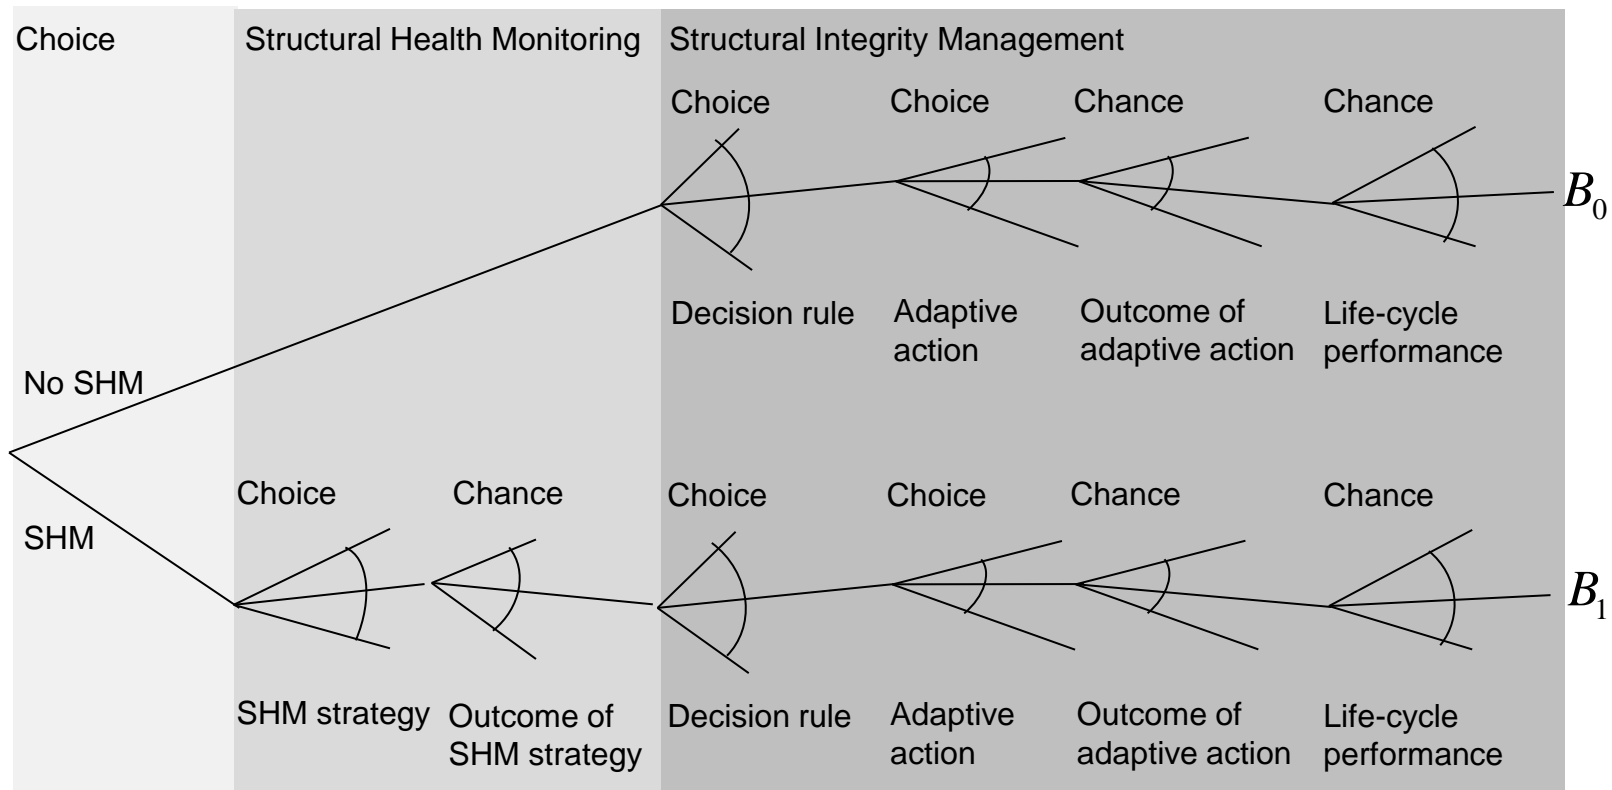 Choice
Structural Health Monitoring
Structural Integrity Management
Choice
Choice
Chance
Chance
B₀
Decision rule
Adaptive
action
Outcome of
adaptive action
Life-cycle
performance
No SHM
SHM
Choice
Chance
Choice
Choice
Chance
Chance
B₁
SHM strategy
Outcome of
SHM strategy
Decision rule
Adaptive
action
Outcome of
adaptive action
Life-cycle
performance